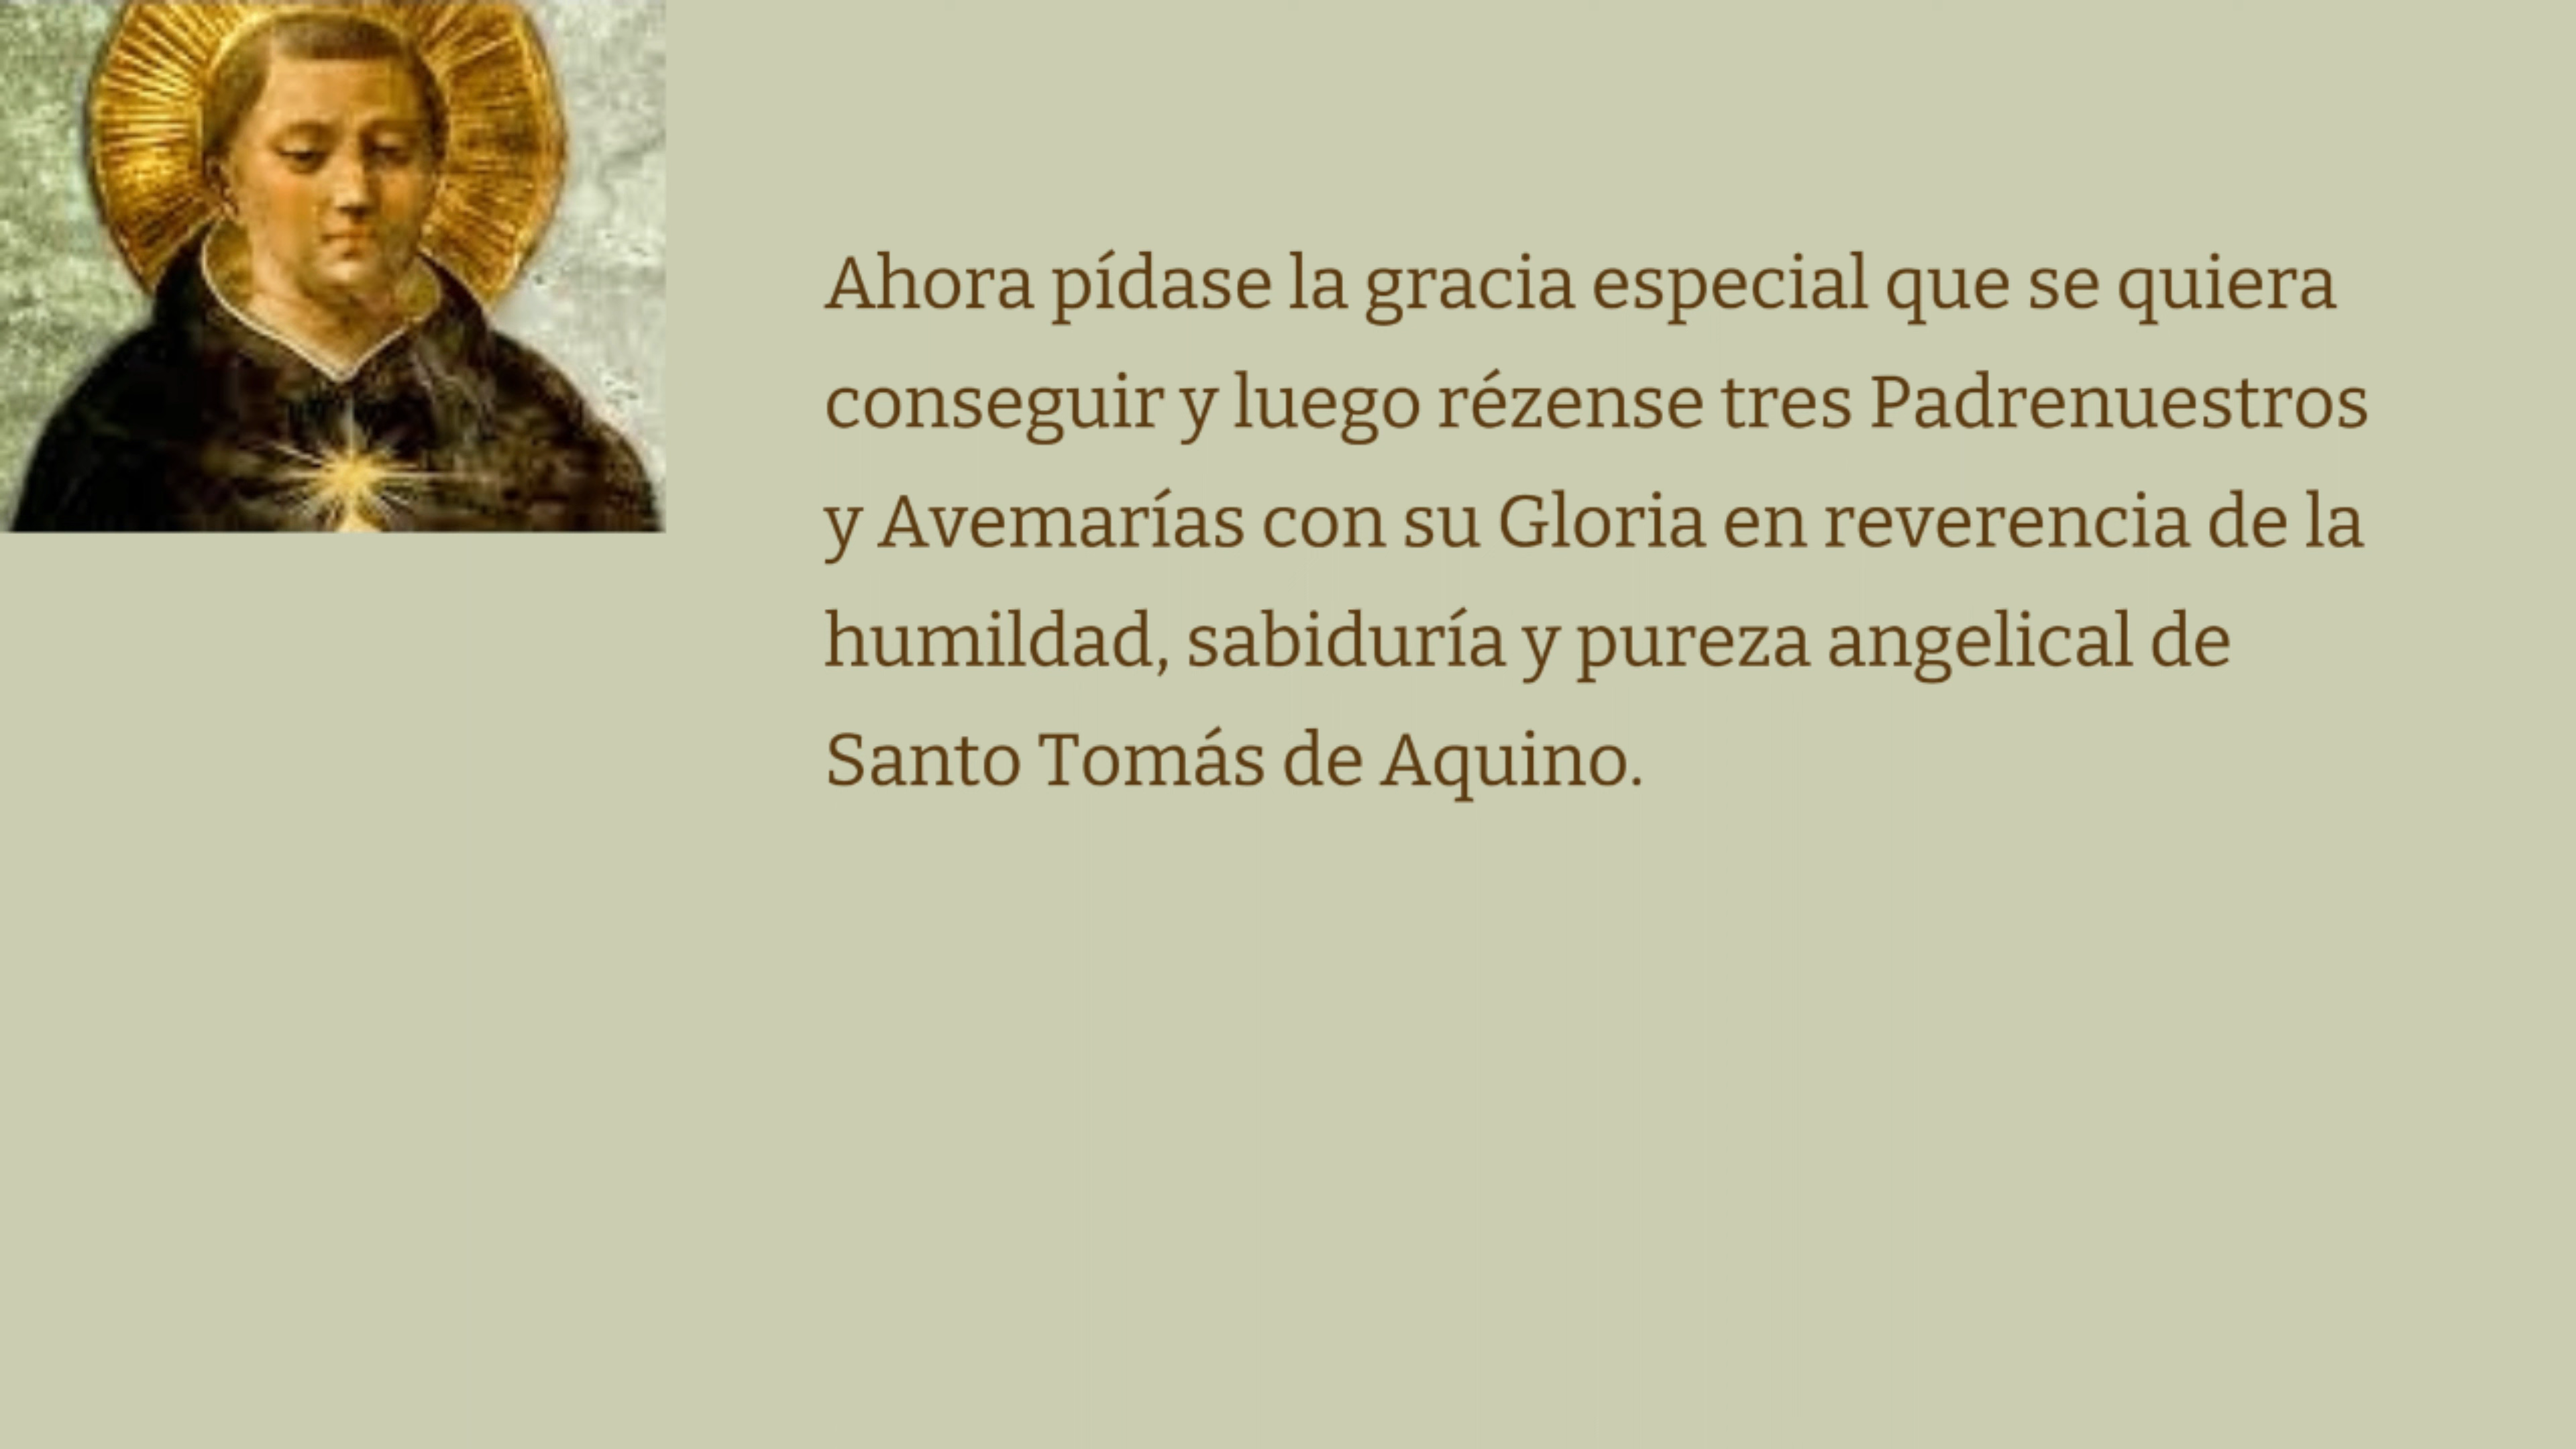 Ahora pídase la gracia especial que se quiera
conseguir y luego rézense tres Padrenuestros
y Avemarías con su Gloria en reverencia de la
humildad, sabiduría y pureza angelical de
Santo Tomás de Aquino.